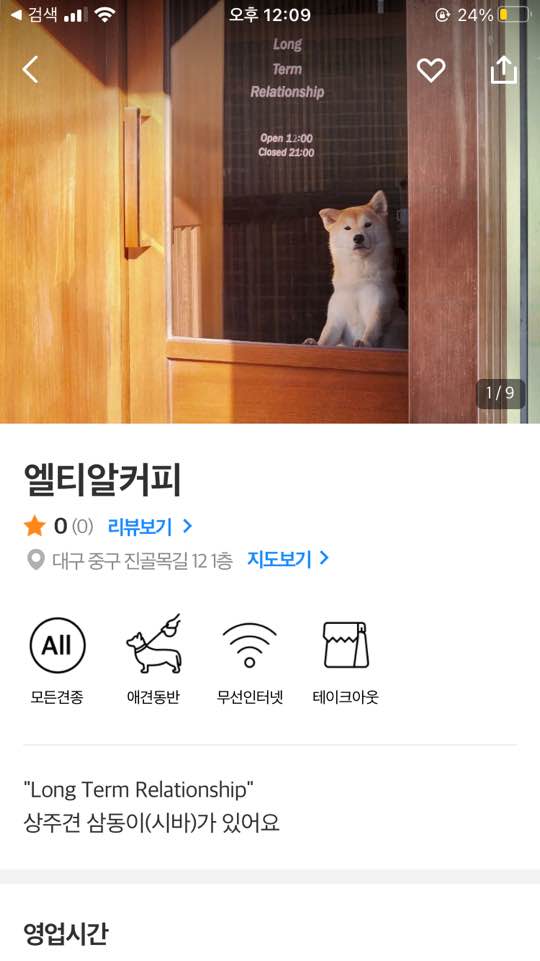 ◀ 검색
오후 12:09
24%
Long
Term
Relationship
Open 12:00
Closed 21:00
1 / 9
엘티알커피
0 (0) 리뷰보기 >
대구 중구 진골목길 12 1층 지도보기 >
All
모든견종
애견동반
무선인터넷
테이크아웃
"Long Term Relationship"
상주견 삼동이(시바)가 있어요
영업시간